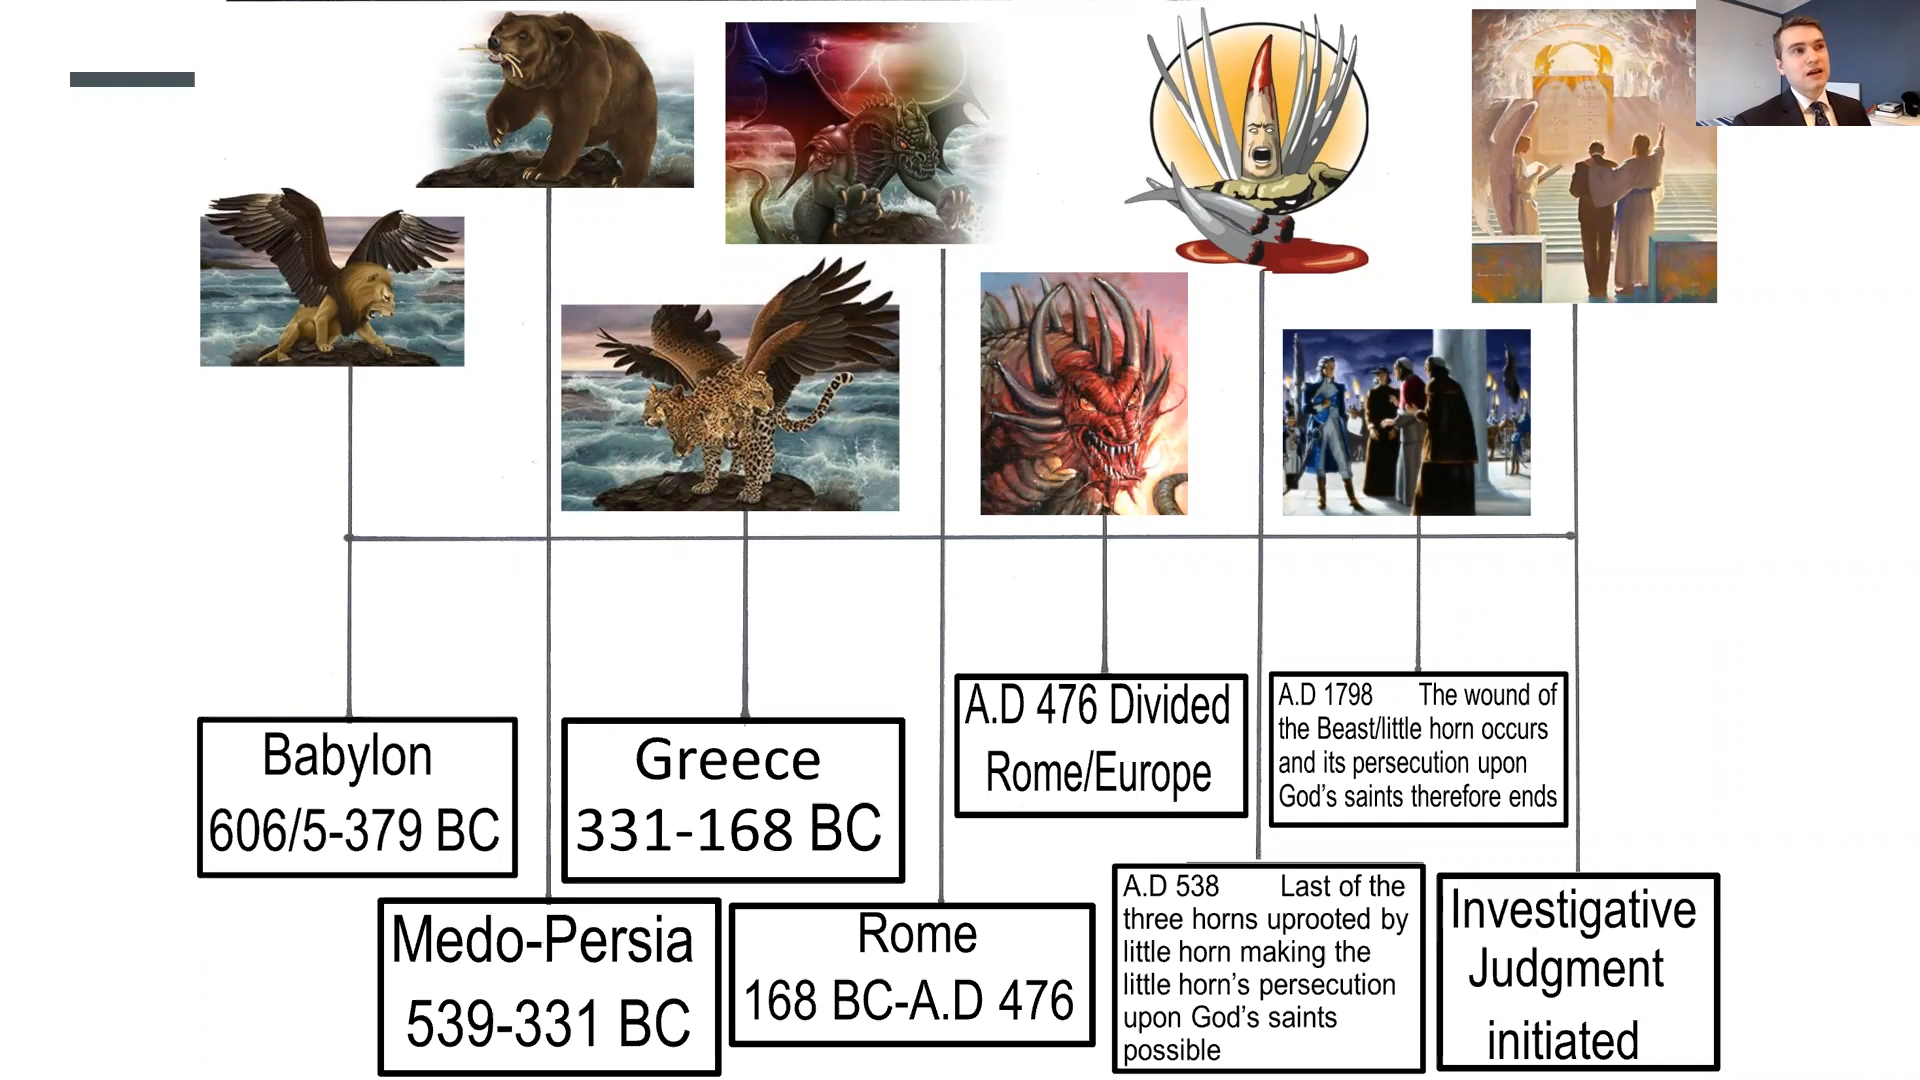 Babylon
606/5-379 BC
Medo-Persia
539-331 BC
Greece
331-168 BC
Rome
168 BC-A.D 476
A.D 476 Divided
Rome/Europe
A.D 538 Last of the
three horns uprooted by
little horn making the
little horn’s persecution
upon God’s saints
possible
A.D 1798 The wound of
the Beast/little horn occurs
and its persecution upon
God’s saints therefore ends
Investigative
Judgment
initiated